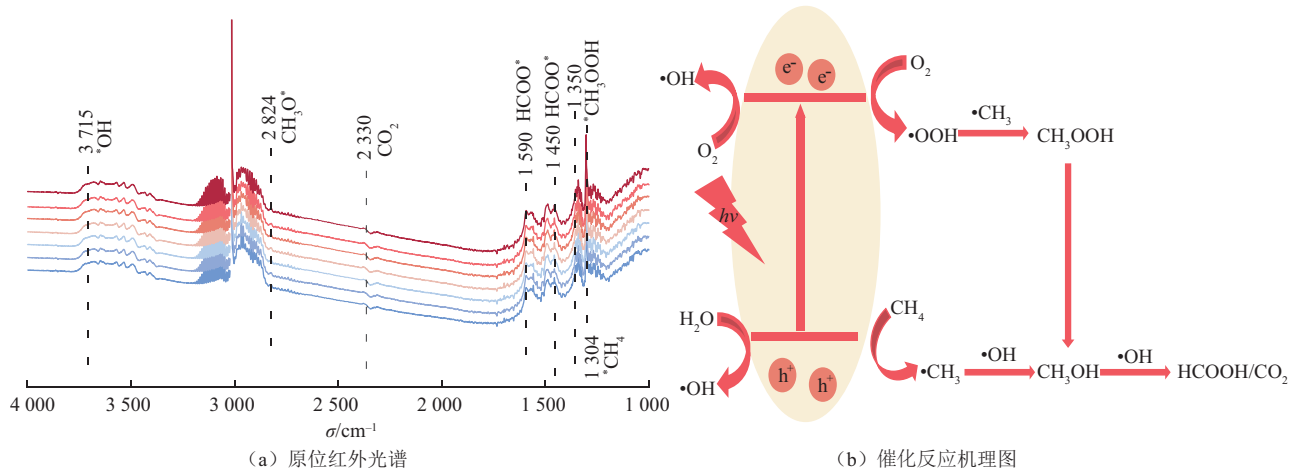 3 715
*OH
2 824
CH₃O*
2 330
CO₂
1 590 HCOO*
1 450 HCOO*
1 350
*CH₃OOH
1 304
*CH₄
4 000
3 500
3 000
2 500
2 000
1 500
1 000
σ/cm⁻¹
(a)原位红外光谱
e⁻
e⁻
•OH
O₂
O₂
•OOH
•CH₃
CH₃OOH
hν
H₂O
•OH
h⁺
h⁺
CH₄
•CH₃
•OH
CH₃OH
•OH
HCOOH/CO₂
(b)催化反应机理图